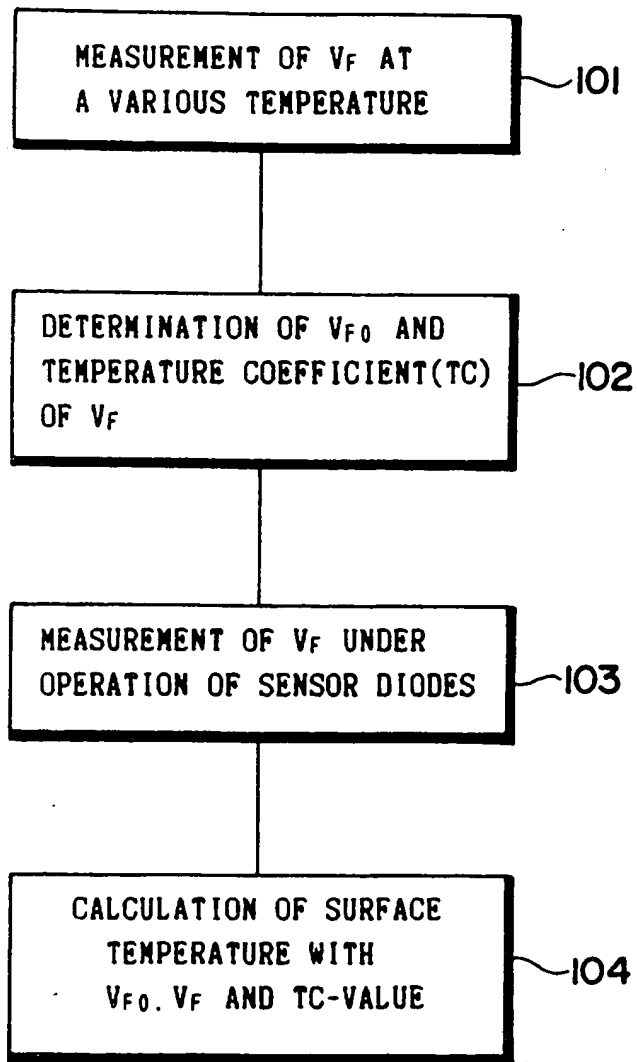 MEASUREMENT OF VF AT
A VARIOUS TEMPERATURE
101
DETERMINATION OF VF0 AND
TEMPERATURE COEFFICIENT(TC)
OF VF
102
MEASUREMENT OF VF UNDER
OPERATION OF SENSOR DIODES
103
CALCULATION OF SURFACE
TEMPERATURE WITH
VF0. VF AND TC-VALUE
104